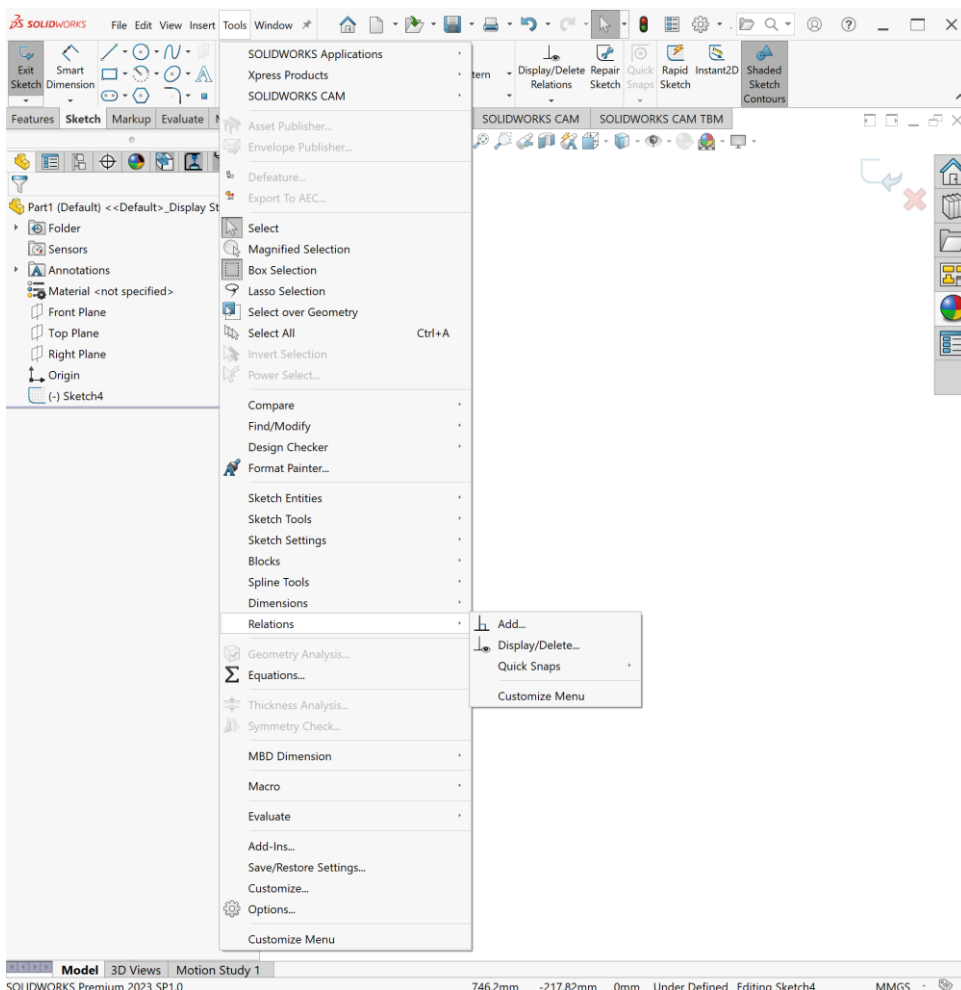 SOLIDWORKS File Edit View Insert Tools Window
Exit Sketch
Smart Dimension
Display/Delete Relations
Repair Sketch
Quick Snaps
Rapid Sketch
Instant2D
Shaded Sketch Contours
tern
Features Sketch Markup Evaluate
SOLIDWORKS CAM SOLIDWORKS CAM TBM
Part1 (Default) <<Default>_Display St
Folder
Sensors
Annotations
Material <not specified>
Front Plane
Top Plane
Right Plane
Origin
(-) Sketch4
SOLIDWORKS Applications
Xpress Products
SOLIDWORKS CAM
Asset Publisher...
Envelope Publisher...
Defeature...
Export To AEC...
Select
Magnified Selection
Box Selection
Lasso Selection
Select over Geometry
Select All Ctrl+A
Invert Selection
Power Select...
Compare
Find/Modify
Design Checker
Format Painter...
Sketch Entities
Sketch Tools
Sketch Settings
Blocks
Spline Tools
Dimensions
Relations
Geometry Analysis...
Equations...
Thickness Analysis...
Symmetry Check...
MBD Dimension
Macro
Evaluate
Add-Ins...
Save/Restore Settings...
Customize...
Options...
Customize Menu
Add...
Display/Delete...
Quick Snaps
Customize Menu
Model 3D Views Motion Study 1
SOLIDWORKS Premium 2023 SP1.0 746.2mm -217.82mm 0mm Under Defined Editing Sketch4 MMGS